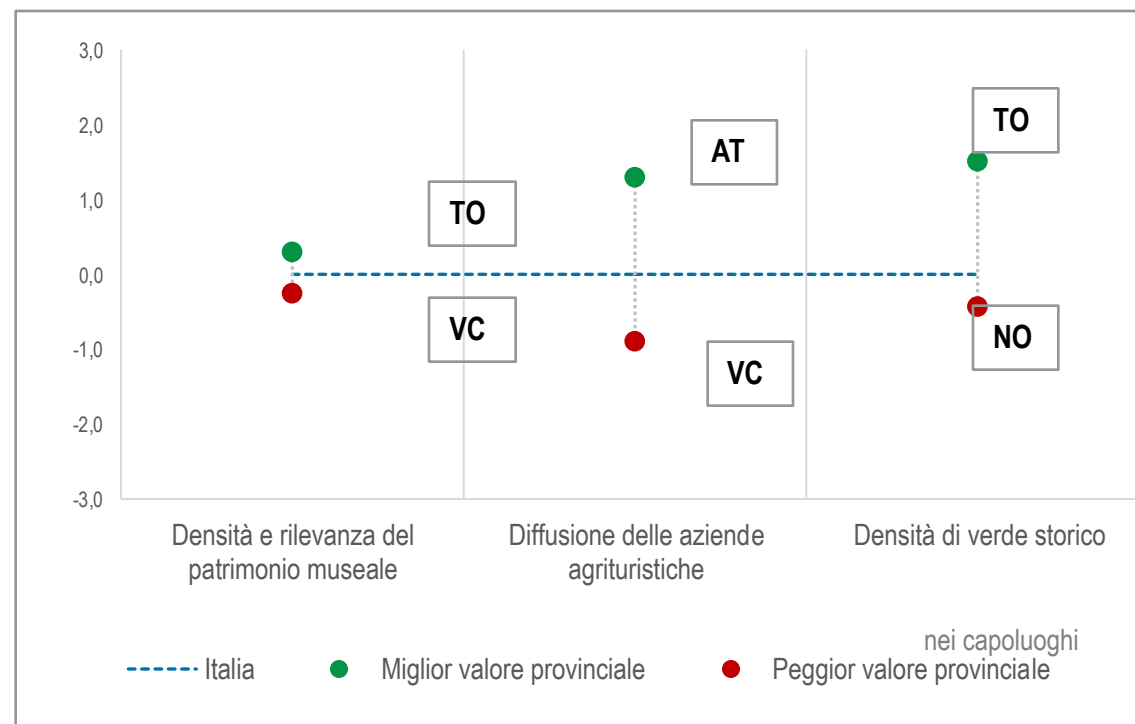 3,0
2,0
1,0
0,0
-1,0
-2,0
-3,0
TO
VC
AT
VC
TO
NO
Densità e rilevanza del
patrimonio museale
Diffusione delle aziende
agrituristiche
Densità di verde storico
nei capoluoghi
Italia
Miglior valore provinciale
Peggior valore provinciale